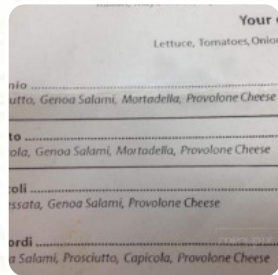 Your
Lettuce, Tomatoes, Onion
nio
utto, Genoa Salami, Mortadella, Provolone Cheese
to
ola, Genoa Salami, Mortadella, Provolone Cheese
oli
essata, Genoa Salami, Provolone Cheese
ordi
a Salami, Prosciutto, Capicola, Provolone Cheese